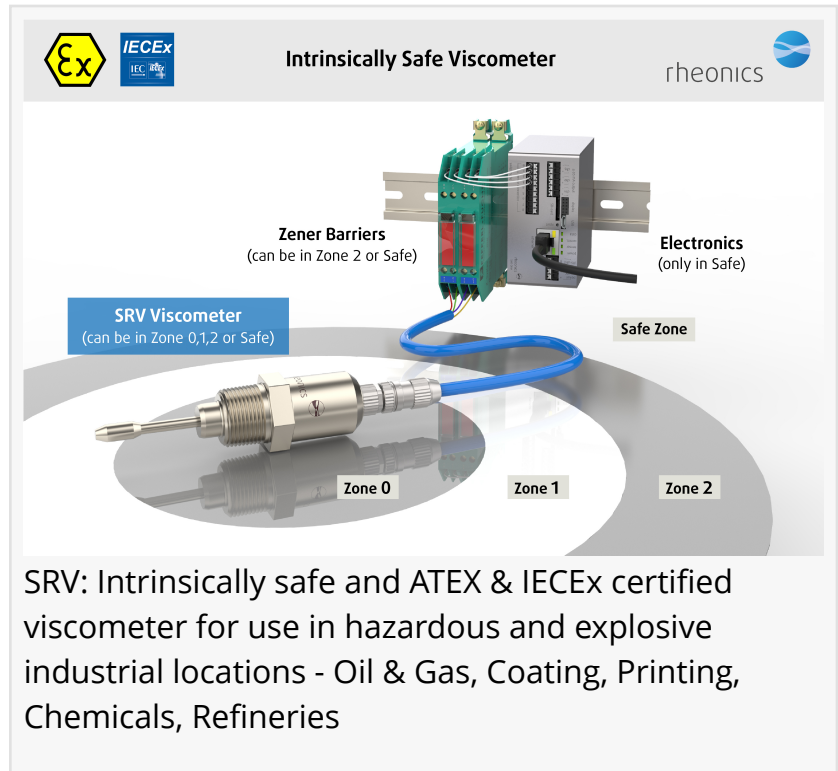 εx
IECEx
IEC
Intrinsically Safe Viscometer
rheonics
Zener Barriers
(can be in Zone 2 or Safe)
Electronics
(only in Safe)
SRV Viscometer
(can be in Zone 0,1,2 or Safe)
Safe Zone
Zone 0
Zone 1
Zone 2
SRV: Intrinsically safe and ATEX & IECEx certified
viscometer for use in hazardous and explosive
industrial locations - Oil & Gas, Coating, Printing,
Chemicals, Refineries